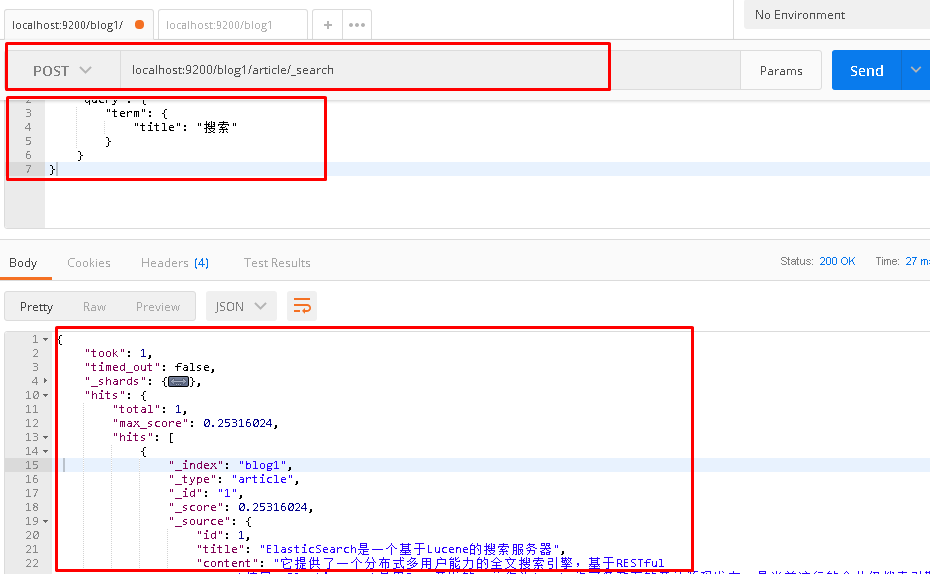 localhost:9200/blog1/
localhost:9200/blog1
No Environment
POST
localhost:9200/blog1/article/_search
Params
Send
2 "query": {
3 "term": {
4 "title": "搜索"
5 }
6 }
7 }
Body
Cookies
Headers (4)
Test Results
Status: 200 OK
Time: 27 ms
Pretty
Raw
Preview
JSON
1 {
2 "took": 1,
3 "timed_out": false,
4 "_shards": {↔},
10 "hits": {
11 "total": 1,
12 "max_score": 0.25316024,
13 "hits": [
14 {
15 "_index": "blog1",
16 "_type": "article",
17 "_id": "1",
18 "_score": 0.25316024,
19 "_source": {
20 "id": 1,
21 "title": "ElasticSearch是一个基于Lucene的搜索服务器",
22 "content": "它提供了一个分布式多用户能力的全文搜索引擎，基于RESTful